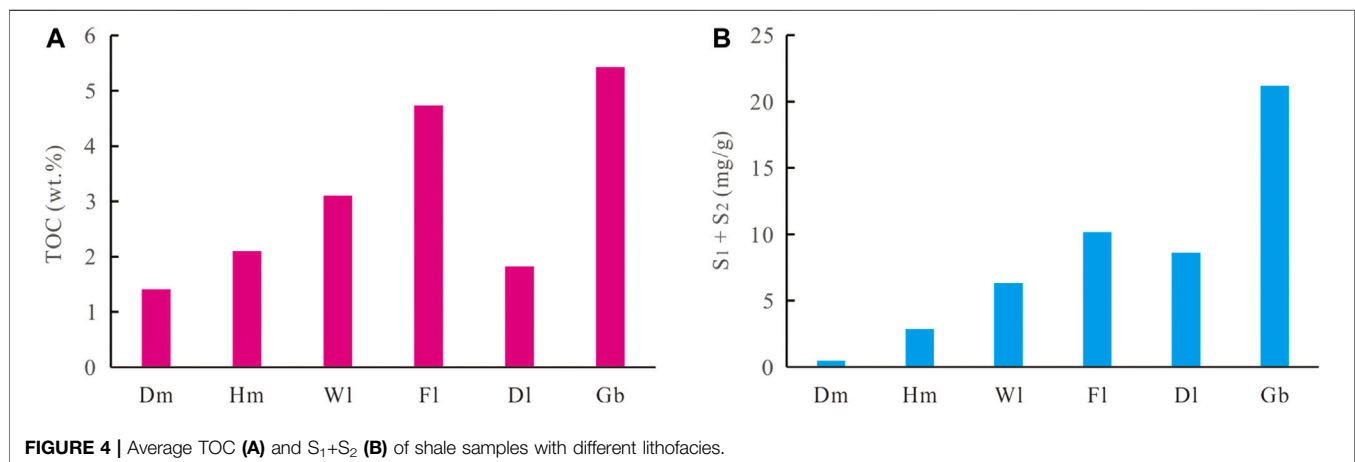 A
TOC (wt.%)
6
5
4
3
2
1
0
Dm Hm Wl Fl Dl Gb
B
S₁ + S₂ (mg/g)
25
20
15
10
5
0
Dm Hm Wl Fl Dl Gb
FIGURE 4 | Average TOC (A) and S₁+S₂ (B) of shale samples with different lithofacies.